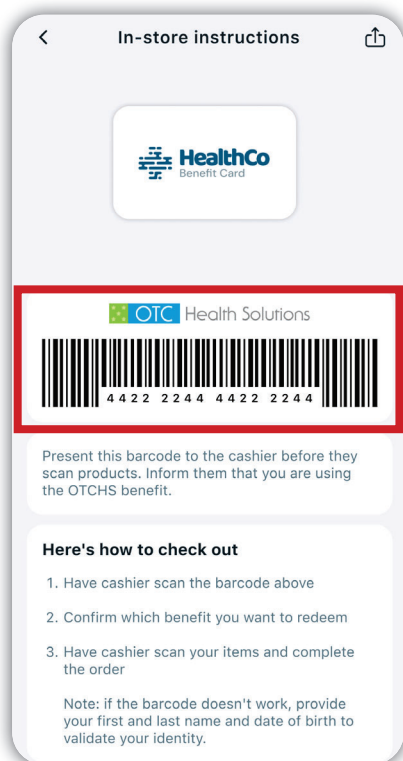 In-store instructions
HealthCo
Benefit Card
OTC Health Solutions
4422 2244 4422 2244
Present this barcode to the cashier before they
scan products. Inform them that you are using
the OTCHS benefit.
Here's how to check out
1. Have cashier scan the barcode above
2. Confirm which benefit you want to redeem
3. Have cashier scan your items and complete
the order
Note: if the barcode doesn't work, provide
your first and last name and date of birth to
validate your identity.